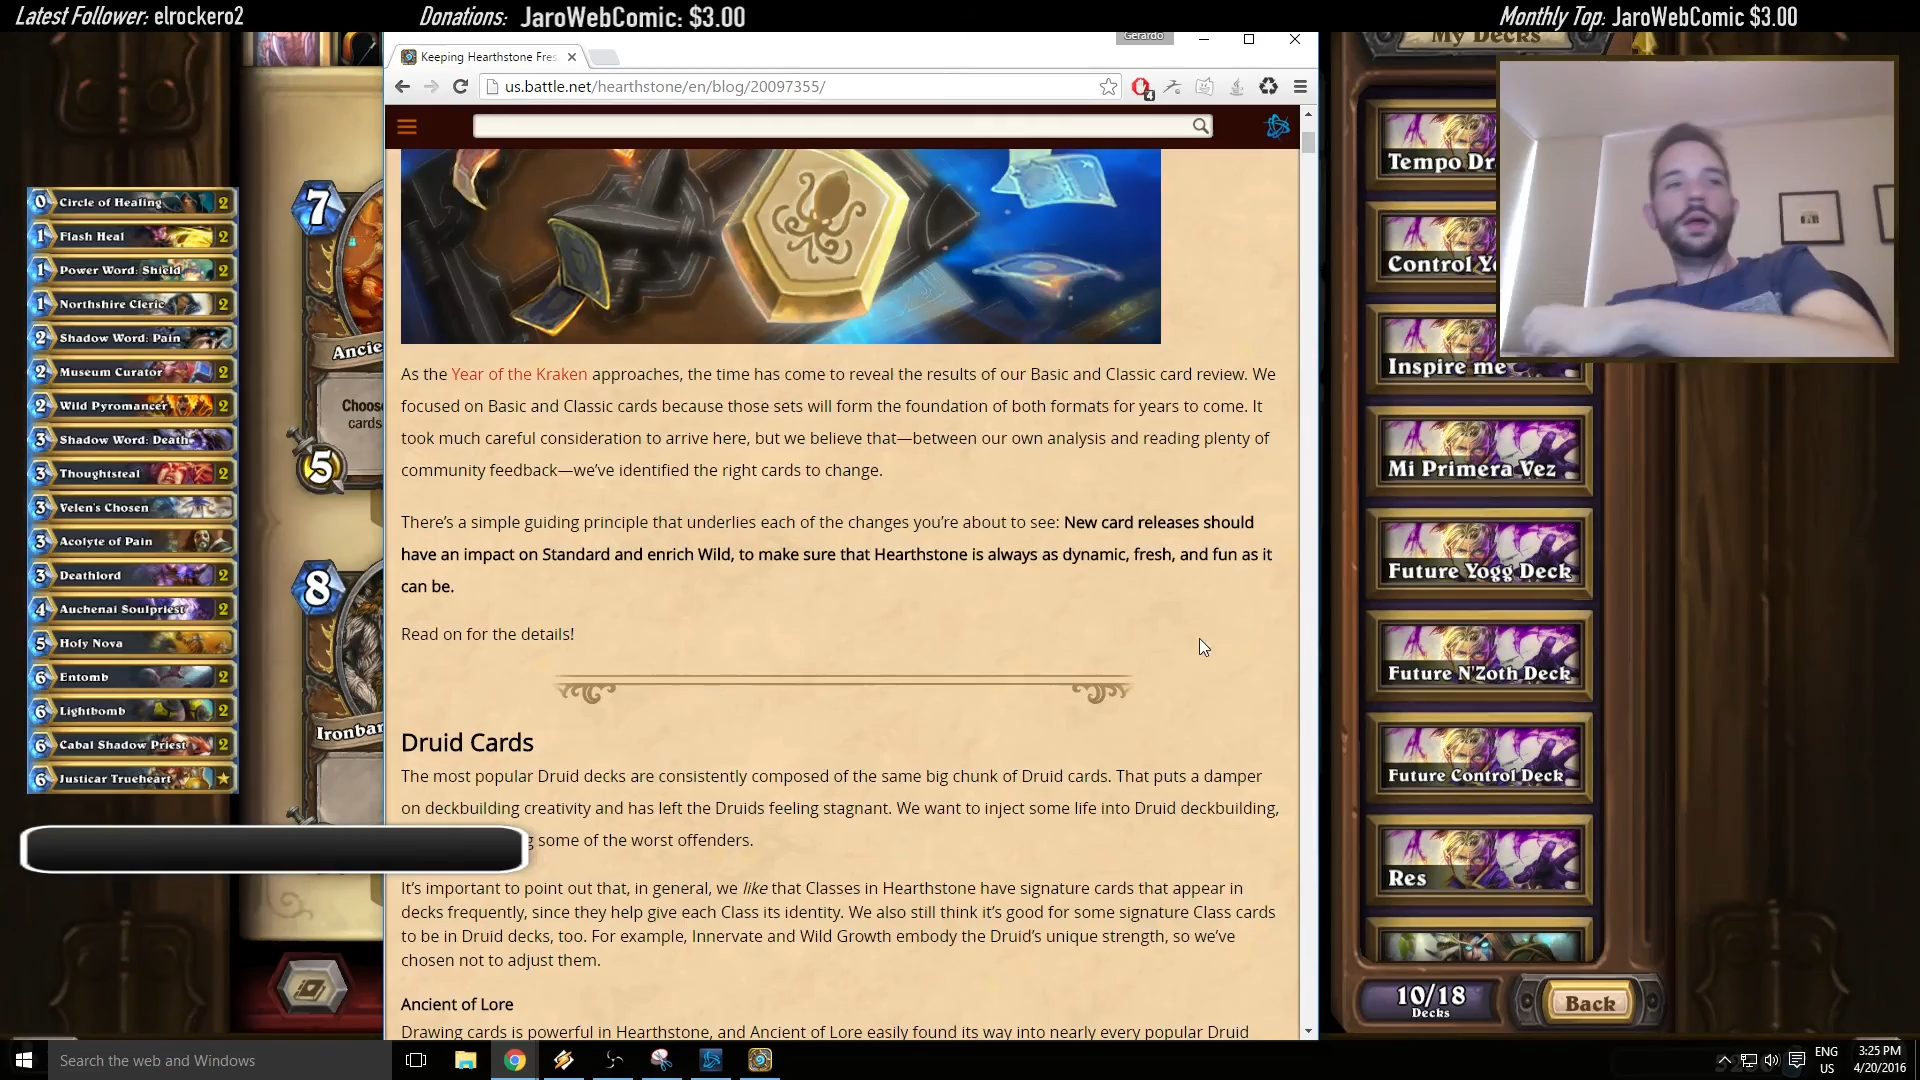 Latest Follower: elrockero2
Donations: JaroWebComic: $3.00
Monthly Top: JaroWebComic $3.00
Gerardo
Keeping Hearthstone Fres
us.battle.net/hearthstone/en/blog/20097355/
4
My Decks
0 Circle of Healing 2
1 Flash Heal 2
1 Power Word: Shield 2
1 Northshire Cleric 2
2 Shadow Word: Pain 2
2 Museum Curator 2
2 Wild Pyromancer 2
3 Shadow Word: Death 2
3 Thoughtsteal 2
3 Velen's Chosen 2
3 Acolyte of Pain 2
3 Deathlord 2
4 Auchenai Soulpriest 2
5 Holy Nova 2
6 Entomb 2
6 Lightbomb 2
6 Cabal Shadow Priest 2
6 Justicar Trueheart
7
Ancie
Choose
cards
5
8
Ironbar
As the Year of the Kraken approaches, the time has come to reveal the results of our Basic and Classic card review. We
focused on Basic and Classic cards because those sets will form the foundation of both formats for years to come. It
took much careful consideration to arrive here, but we believe that—between our own analysis and reading plenty of
community feedback—we've identified the right cards to change.
There's a simple guiding principle that underlies each of the changes you're about to see: New card releases should
have an impact on Standard and enrich Wild, to make sure that Hearthstone is always as dynamic, fresh, and fun as it
can be.
Read on for the details!
Druid Cards
The most popular Druid decks are consistently composed of the same big chunk of Druid cards. That puts a damper
on deckbuilding creativity and has left the Druids feeling stagnant. We want to inject some life into Druid deckbuilding,
some of the worst offenders.
It's important to point out that, in general, we like that Classes in Hearthstone have signature cards that appear in
decks frequently, since they help give each Class its identity. We also still think it's good for some signature Class cards
to be in Druid decks, too. For example, Innervate and Wild Growth embody the Druid's unique strength, so we've
chosen not to adjust them.
Ancient of Lore
Drawing cards is powerful in Hearthstone, and Ancient of Lore easily found its way into nearly every popular Druid
Tempo Dr
Control Y
Inspire me
Mi Primera Vez
Future Yogg Deck
Future N'Zoth Deck
Future Control Deck
Res
10/18
Decks
Back
Search the web and Windows
ENG
US
3:25 PM
4/20/2016